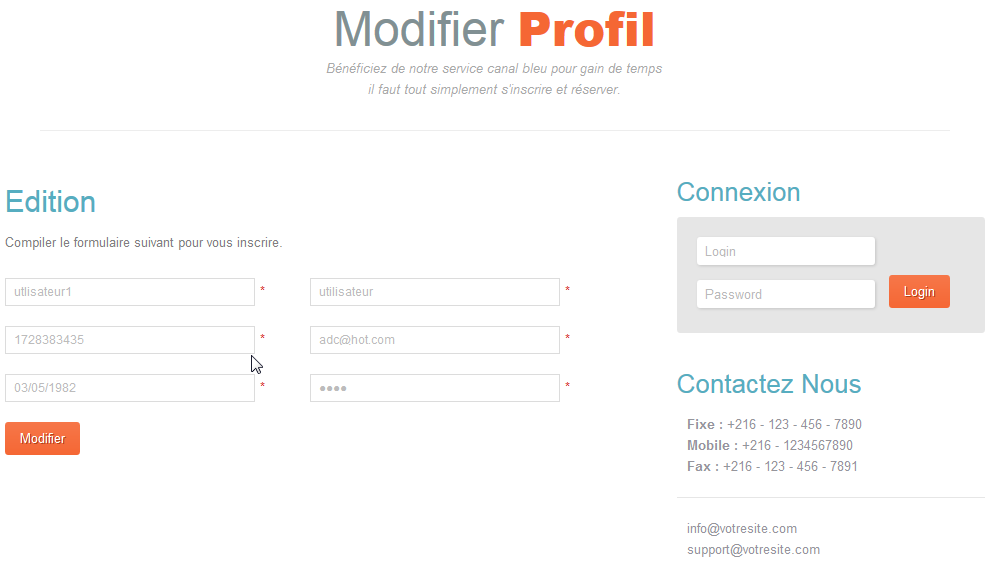 Modifier Profil
Bénéficiez de notre service canal bleu pour gain de temps
il faut tout simplement s'inscrire et réserver.
Edition
Compiler le formulaire suivant pour vous inscrire.
utlisateur1 * utilisateur *
1728383435 * adc@hot.com *
03/05/1982 * ●●●● *
Modifier
Connexion
Login
Password
Login
Contactez Nous
Fixe : +216 - 123 - 456 - 7890
Mobile : +216 - 1234567890
Fax : +216 - 123 - 456 - 7891
info@votresite.com
support@votresite.com